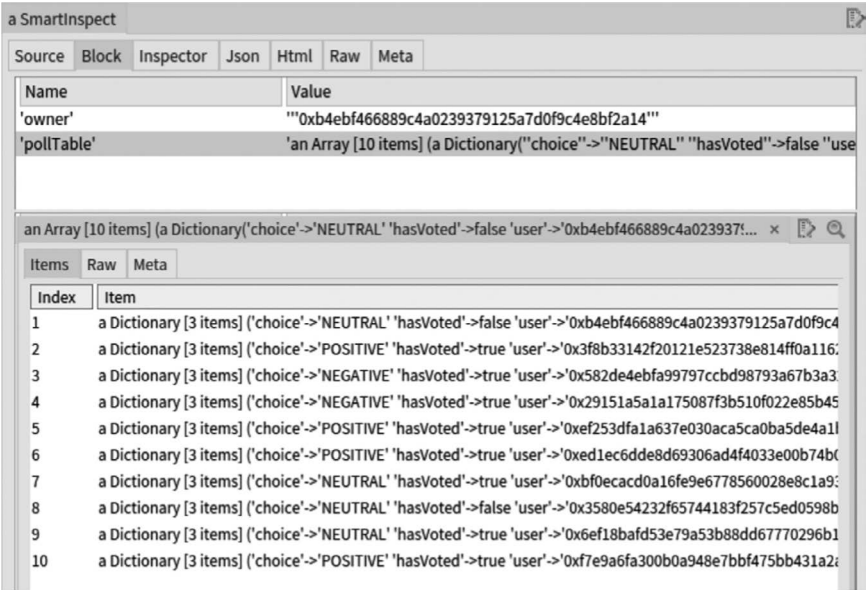 a SmartInspect
Source Block Inspector Json Html Raw Meta
Name Value
'owner' '''0xb4ebf466889c4a0239379125a7d0f9c4e8bf2a14'''
'pollTable' 'an Array [10 items] (a Dictionary(''choice''->''NEUTRAL'' ''hasVoted''->false ''use
an Array [10 items] (a Dictionary('choice'->'NEUTRAL' 'hasVoted'->false 'user'->'0xb4ebf466889c4a023937... ×
Items Raw Meta
Index Item
1 a Dictionary [3 items] ('choice'->'NEUTRAL' 'hasVoted'->false 'user'->'0xb4ebf466889c4a0239379125a7d0f9c4
2 a Dictionary [3 items] ('choice'->'POSITIVE' 'hasVoted'->true 'user'->'0x3f8b33142f20121e523738e814ff0a116
3 a Dictionary [3 items] ('choice'->'NEGATIVE' 'hasVoted'->true 'user'->'0x582de4ebfa99797ccbd98793a67b3a3
4 a Dictionary [3 items] ('choice'->'NEGATIVE' 'hasVoted'->true 'user'->'0x29151a5a1a175087f3b510f022e85b45
5 a Dictionary [3 items] ('choice'->'POSITIVE' 'hasVoted'->true 'user'->'0xef253dfa1a637e030aca5ca0ba5de4a1
6 a Dictionary [3 items] ('choice'->'POSITIVE' 'hasVoted'->true 'user'->'0xed1ec6dde8d69306ad4f4033e00b74b
7 a Dictionary [3 items] ('choice'->'NEUTRAL' 'hasVoted'->true 'user'->'0xbf0ecacd0a16fe9e6778560028e8c1a9
8 a Dictionary [3 items] ('choice'->'NEUTRAL' 'hasVoted'->false 'user'->'0x3580e54232f65744183f257c5ed0598b
9 a Dictionary [3 items] ('choice'->'NEUTRAL' 'hasVoted'->true 'user'->'0x6ef18bafd53e79a53b88dd67770296b1
10 a Dictionary [3 items] ('choice'->'POSITIVE' 'hasVoted'->true 'user'->'0xf7e9a6fa300b0a948e7bbf475bb431a2